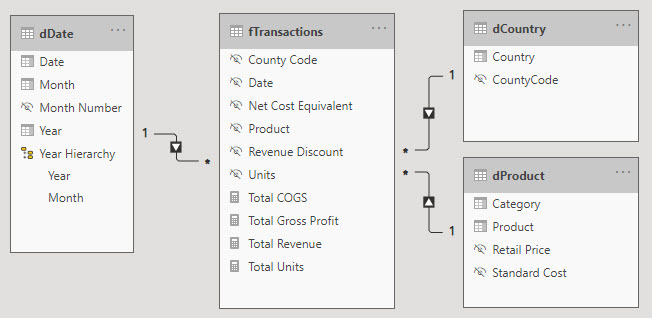 dDate
Date
Month
Month Number
Year
Year Hierarchy
Year
Month
1
*
fTransactions
County Code
Date
Net Cost Equivalent
Product
Revenue Discount
Units
Total COGS
Total Gross Profit
Total Revenue
Total Units
*
1
*
1
dCountry
Country
CountyCode
dProduct
Category
Product
Retail Price
Standard Cost